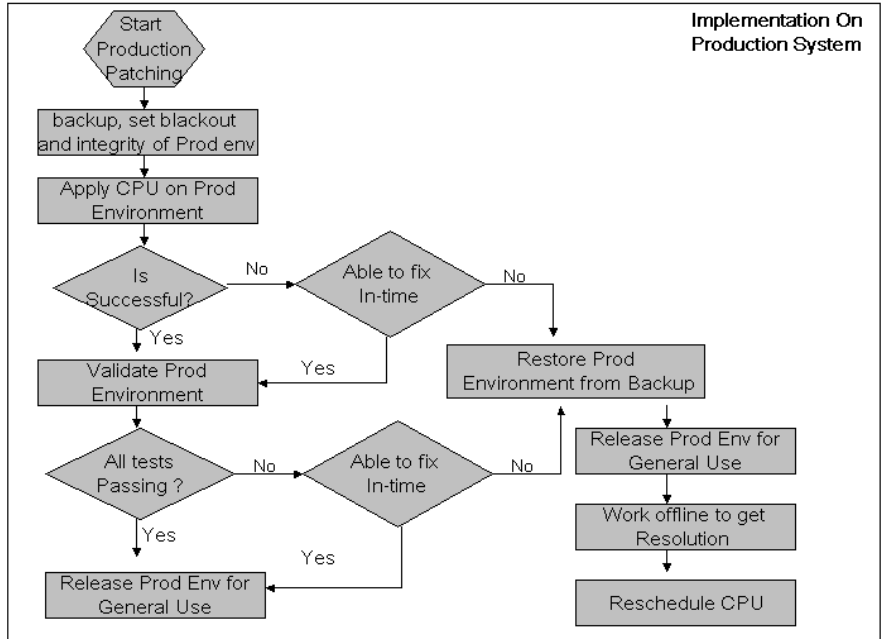 Implementation On
Production System
Start
Production
Patching
backup, set blackout
and integrity of Prod env
Apply CPU on Prod
Environment
Is
Successful?
No
Able to fix
In-time
No
Yes
Yes
Validate Prod
Environment
Restore Prod
Environment from Backup
All tests
Passing ?
No
Able to fix
In-time
No
Yes
Yes
Release Prod Env for
General Use
Release Prod Env for
General Use
Work offline to get
Resolution
Reschedule CPU